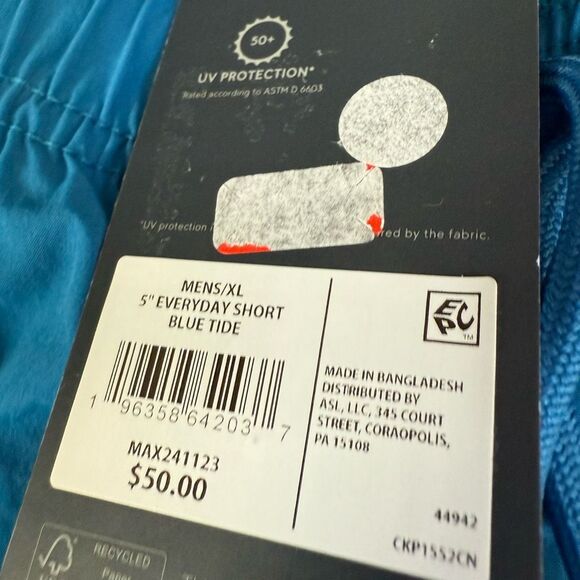 50+
UV PROTECTION*
Rated according to ASTM D 6603
*UV protection
red by the fabric.
MENS/XL
5" EVERYDAY SHORT
BLUE TIDE
1 96358 64203 7
MAX241123
$50.00
EPC
TM
MADE IN BANGLADESH
DISTRIBUTED BY
ASL, LLC, 345 COURT
STREET, CORAOPOLIS,
PA 15108
44942
CKP1552CN
RECYCLED